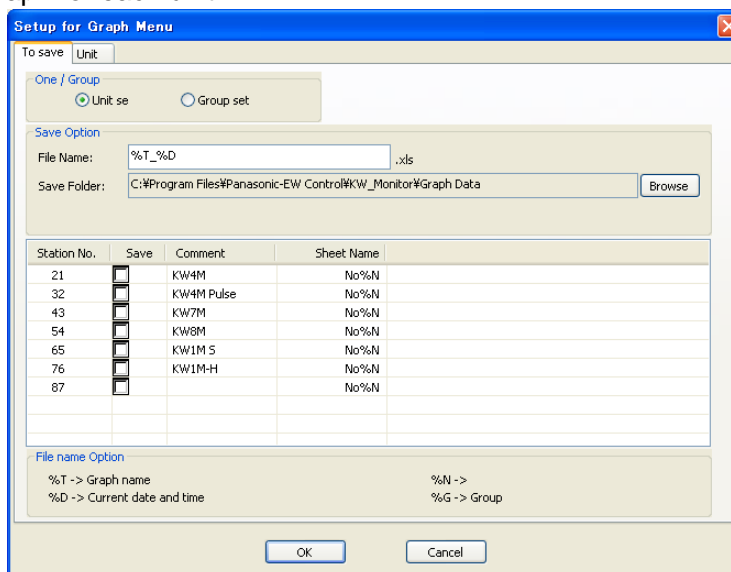 Setup for Graph Menu
To save Unit
One / Group
Unit se Group set
Save Option
File Name: %T_%D .xls
Save Folder: C:¥Program Files¥Panasonic-EW Control¥KW_Monitor¥Graph Data Browse
Station No. Save Comment Sheet Name
21 KW4M No%N
32 KW4M Pulse No%N
43 KW7M No%N
54 KW8M No%N
65 KW1M S No%N
76 KW1M-H No%N
87 No%N
File name Option
%T -> Graph name %N ->
%D -> Current date and time %G -> Group
OK Cancel